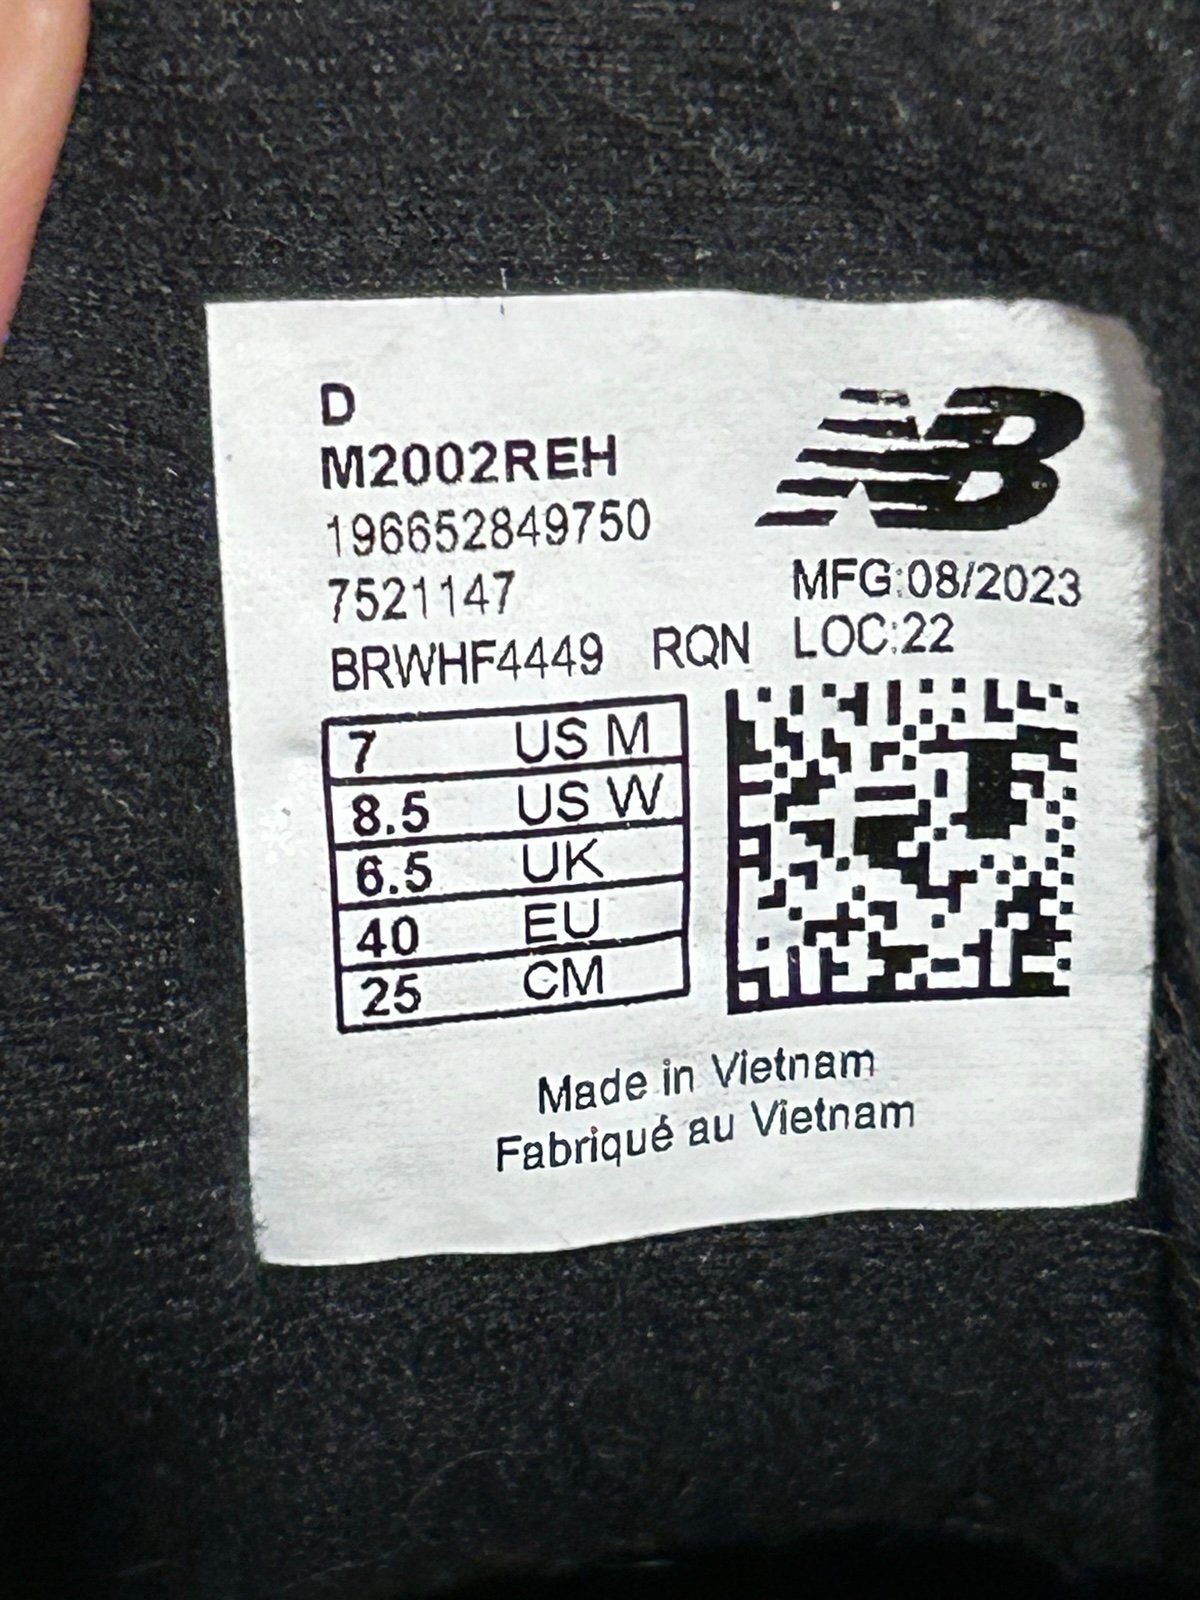 D
M2002REH
196652849750
7521147
BRWHF4449 RQN
NB
MFG:08/2023
LOC:22
7 US M
8.5 US W
6.5 UK
40 EU
25 CM
Made in Vietnam
Fabriqué au Vietnam